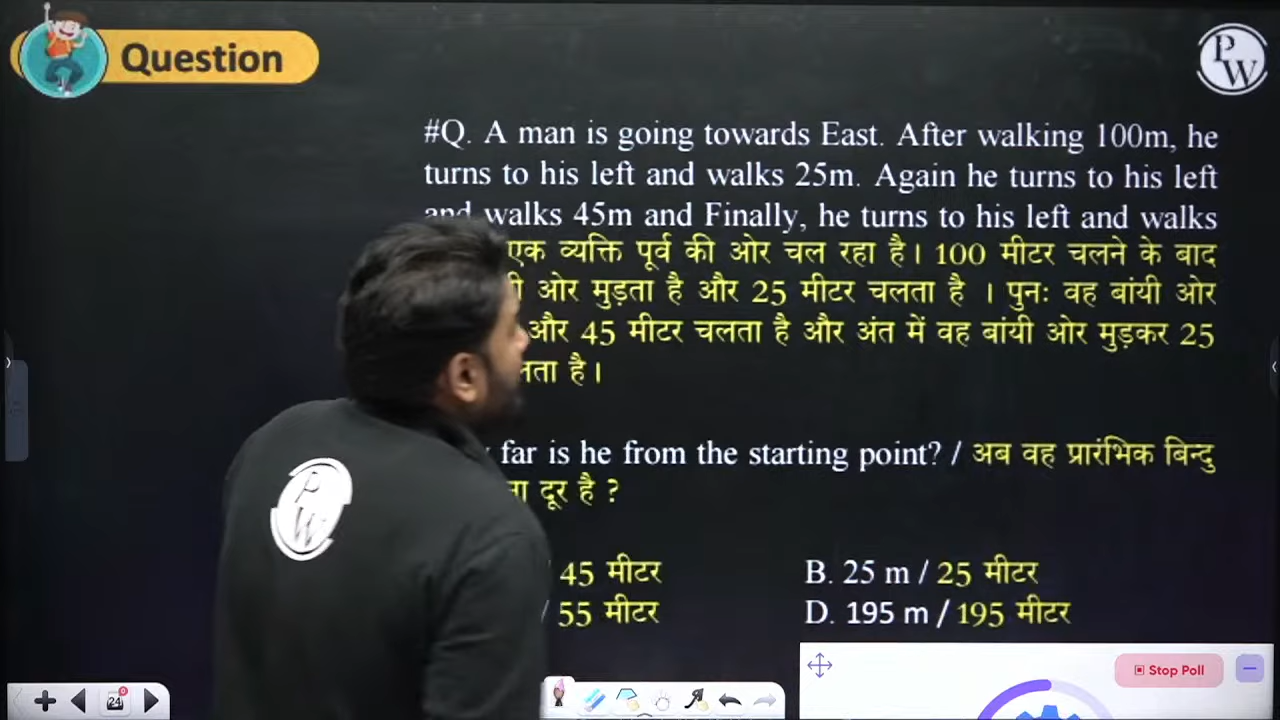 Question
PW
#Q. A man is going towards East. After walking 100m, he
turns to his left and walks 25m. Again he turns to his left
and walks 45m and Finally, he turns to his left and walks
एक व्यक्ति पूर्व की ओर चल रहा है। 100 मीटर चलने के बाद
ओर मुड़ता है और 25 मीटर चलता है । पुनः वह बांयी ओर
और 45 मीटर चलता है और अंत में वह बांयी ओर मुड़कर 25
है।
far is he from the starting point? / अब वह प्रारंभिक बिन्दु
दूर है ?
/ 45 मीटर
B. 25 m / 25 मीटर
/ 55 मीटर
D. 195 m / 195 मीटर
PW
Stop Poll
24